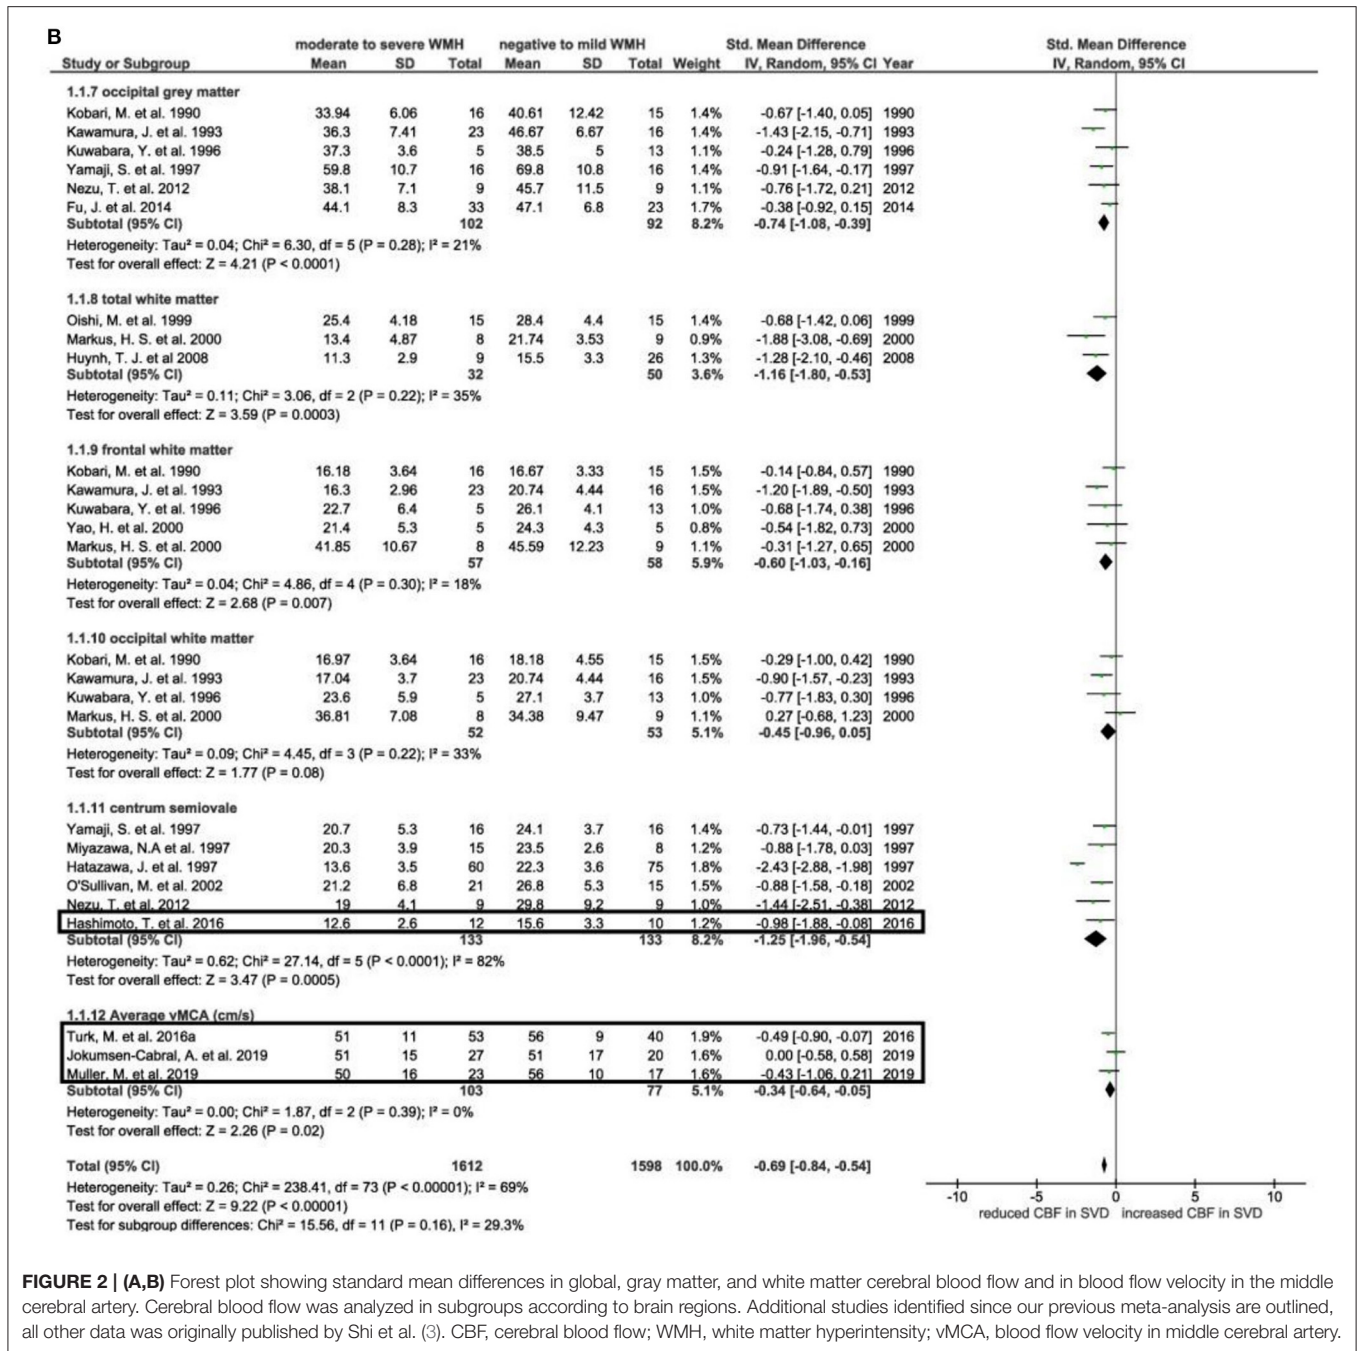 B
moderate to severe WMH negative to mild WMH Std. Mean Difference Std. Mean Difference
Study or Subgroup Mean SD Total Mean SD Total Weight IV, Random, 95% CI Year IV, Random, 95% CI
1.1.7 occipital grey matter
Kobari, M. et al. 1990 33.94 6.06 16 40.61 12.42 15 1.4% -0.67 [-1.40, 0.05] 1990
Kawamura, J. et al. 1993 36.3 7.41 23 46.67 6.67 16 1.4% -1.43 [-2.15, -0.71] 1993
Kuwabara, Y. et al. 1996 37.3 3.6 5 38.5 5 13 1.1% -0.24 [-1.28, 0.79] 1996
Yamaji, S. et al. 1997 59.8 10.7 16 69.8 10.8 16 1.4% -0.91 [-1.64, -0.17] 1997
Nezu, T. et al. 2012 38.1 7.1 9 45.7 11.5 9 1.1% -0.76 [-1.72, 0.21] 2012
Fu, J. et al. 2014 44.1 8.3 33 47.1 6.8 23 1.7% -0.38 [-0.92, 0.15] 2014
Subtotal (95% CI) 102 92 8.2% -0.74 [-1.08, -0.39]
Heterogeneity: Tau² = 0.04; Chi² = 6.30, df = 5 (P = 0.28); I² = 21%
Test for overall effect: Z = 4.21 (P < 0.0001)
1.1.8 total white matter
Oishi, M. et al. 1999 25.4 4.18 15 28.4 4.4 15 1.4% -0.68 [-1.42, 0.06] 1999
Markus, H. S. et al. 2000 13.4 4.87 8 21.74 3.53 9 0.9% -1.88 [-3.08, -0.69] 2000
Huynh, T. J. et al 2008 11.3 2.9 9 15.5 3.3 26 1.3% -1.28 [-2.10, -0.46] 2008
Subtotal (95% CI) 32 50 3.6% -1.16 [-1.80, -0.53]
Heterogeneity: Tau² = 0.11; Chi² = 3.06, df = 2 (P = 0.22); I² = 35%
Test for overall effect: Z = 3.59 (P = 0.0003)
1.1.9 frontal white matter
Kobari, M. et al. 1990 16.18 3.64 16 16.67 3.33 15 1.5% -0.14 [-0.84, 0.57] 1990
Kawamura, J. et al. 1993 16.3 2.96 23 20.74 4.44 16 1.5% -1.20 [-1.89, -0.50] 1993
Kuwabara, Y. et al. 1996 22.7 6.4 5 26.1 4.1 13 1.0% -0.68 [-1.74, 0.38] 1996
Yao, H. et al. 2000 21.4 5.3 5 24.3 4.3 5 0.8% -0.54 [-1.82, 0.73] 2000
Markus, H. S. et al. 2000 41.85 10.67 8 45.59 12.23 9 1.1% -0.31 [-1.27, 0.65] 2000
Subtotal (95% CI) 57 58 5.9% -0.60 [-1.03, -0.16]
Heterogeneity: Tau² = 0.04; Chi² = 4.86, df = 4 (P = 0.30); I² = 18%
Test for overall effect: Z = 2.68 (P = 0.007)
1.1.10 occipital white matter
Kobari, M. et al. 1990 16.97 3.64 16 18.18 4.55 15 1.5% -0.29 [-1.00, 0.42] 1990
Kawamura, J. et al. 1993 17.04 3.7 23 20.74 4.44 16 1.5% -0.90 [-1.57, -0.23] 1993
Kuwabara, Y. et al. 1996 23.6 5.9 5 27.1 3.7 13 1.0% -0.77 [-1.83, 0.30] 1996
Markus, H. S. et al. 2000 36.81 7.08 8 34.38 9.47 9 1.1% 0.27 [-0.68, 1.23] 2000
Subtotal (95% CI) 52 53 5.1% -0.45 [-0.96, 0.05]
Heterogeneity: Tau² = 0.09; Chi² = 4.45, df = 3 (P = 0.22); I² = 33%
Test for overall effect: Z = 1.77 (P = 0.08)
1.1.11 centrum semiovale
Yamaji, S. et al. 1997 20.7 5.3 16 24.1 3.7 16 1.4% -0.73 [-1.44, -0.01] 1997
Miyazawa, N.A et al. 1997 20.3 3.9 15 23.5 2.6 8 1.2% -0.88 [-1.78, 0.03] 1997
Hatazawa, J. et al. 1997 13.6 3.5 60 22.3 3.6 75 1.8% -2.43 [-2.88, -1.98] 1997
O'Sullivan, M. et al. 2002 21.2 6.8 21 26.8 5.3 15 1.5% -0.88 [-1.58, -0.18] 2002
Nezu, T. et al. 2012 19 4.1 9 29.8 9.2 9 1.0% -1.44 [-2.51, -0.38] 2012
Hashimoto, T. et al. 2016 12.6 2.6 12 15.6 3.3 10 1.2% -0.98 [-1.88, -0.08] 2016
Subtotal (95% CI) 133 133 8.2% -1.25 [-1.96, -0.54]
Heterogeneity: Tau² = 0.62; Chi² = 27.14, df = 5 (P < 0.0001); I² = 82%
Test for overall effect: Z = 3.47 (P = 0.0005)
1.1.12 Average vMCA (cm/s)
Turk, M. et al. 2016a 51 11 53 56 9 40 1.9% -0.49 [-0.90, -0.07] 2016
Jokumsen-Cabral, A. et al. 2019 51 15 27 51 17 20 1.6% 0.00 [-0.58, 0.58] 2019
Muller, M. et al. 2019 50 16 23 56 10 17 1.6% -0.43 [-1.06, 0.21] 2019
Subtotal (95% CI) 103 77 5.1% -0.34 [-0.64, -0.05]
Heterogeneity: Tau² = 0.00; Chi² = 1.87, df = 2 (P = 0.39); I² = 0%
Test for overall effect: Z = 2.26 (P = 0.02)
Total (95% CI) 1612 1598 100.0% -0.69 [-0.84, -0.54]
Heterogeneity: Tau² = 0.26; Chi² = 238.41, df = 73 (P < 0.00001); I² = 69%
Test for overall effect: Z = 9.22 (P < 0.00001)
Test for subgroup differences: Chi² = 15.56, df = 11 (P = 0.16), I² = 29.3%
-10 -5 0 5 10
reduced CBF in SVD increased CBF in SVD
FIGURE 2 | (A,B) Forest plot showing standard mean differences in global, gray matter, and white matter cerebral blood flow and in blood flow velocity in the middle
cerebral artery. Cerebral blood flow was analyzed in subgroups according to brain regions. Additional studies identified since our previous meta-analysis are outlined,
all other data was originally published by Shi et al. (3). CBF, cerebral blood flow; WMH, white matter hyperintensity; vMCA, blood flow velocity in middle cerebral artery.